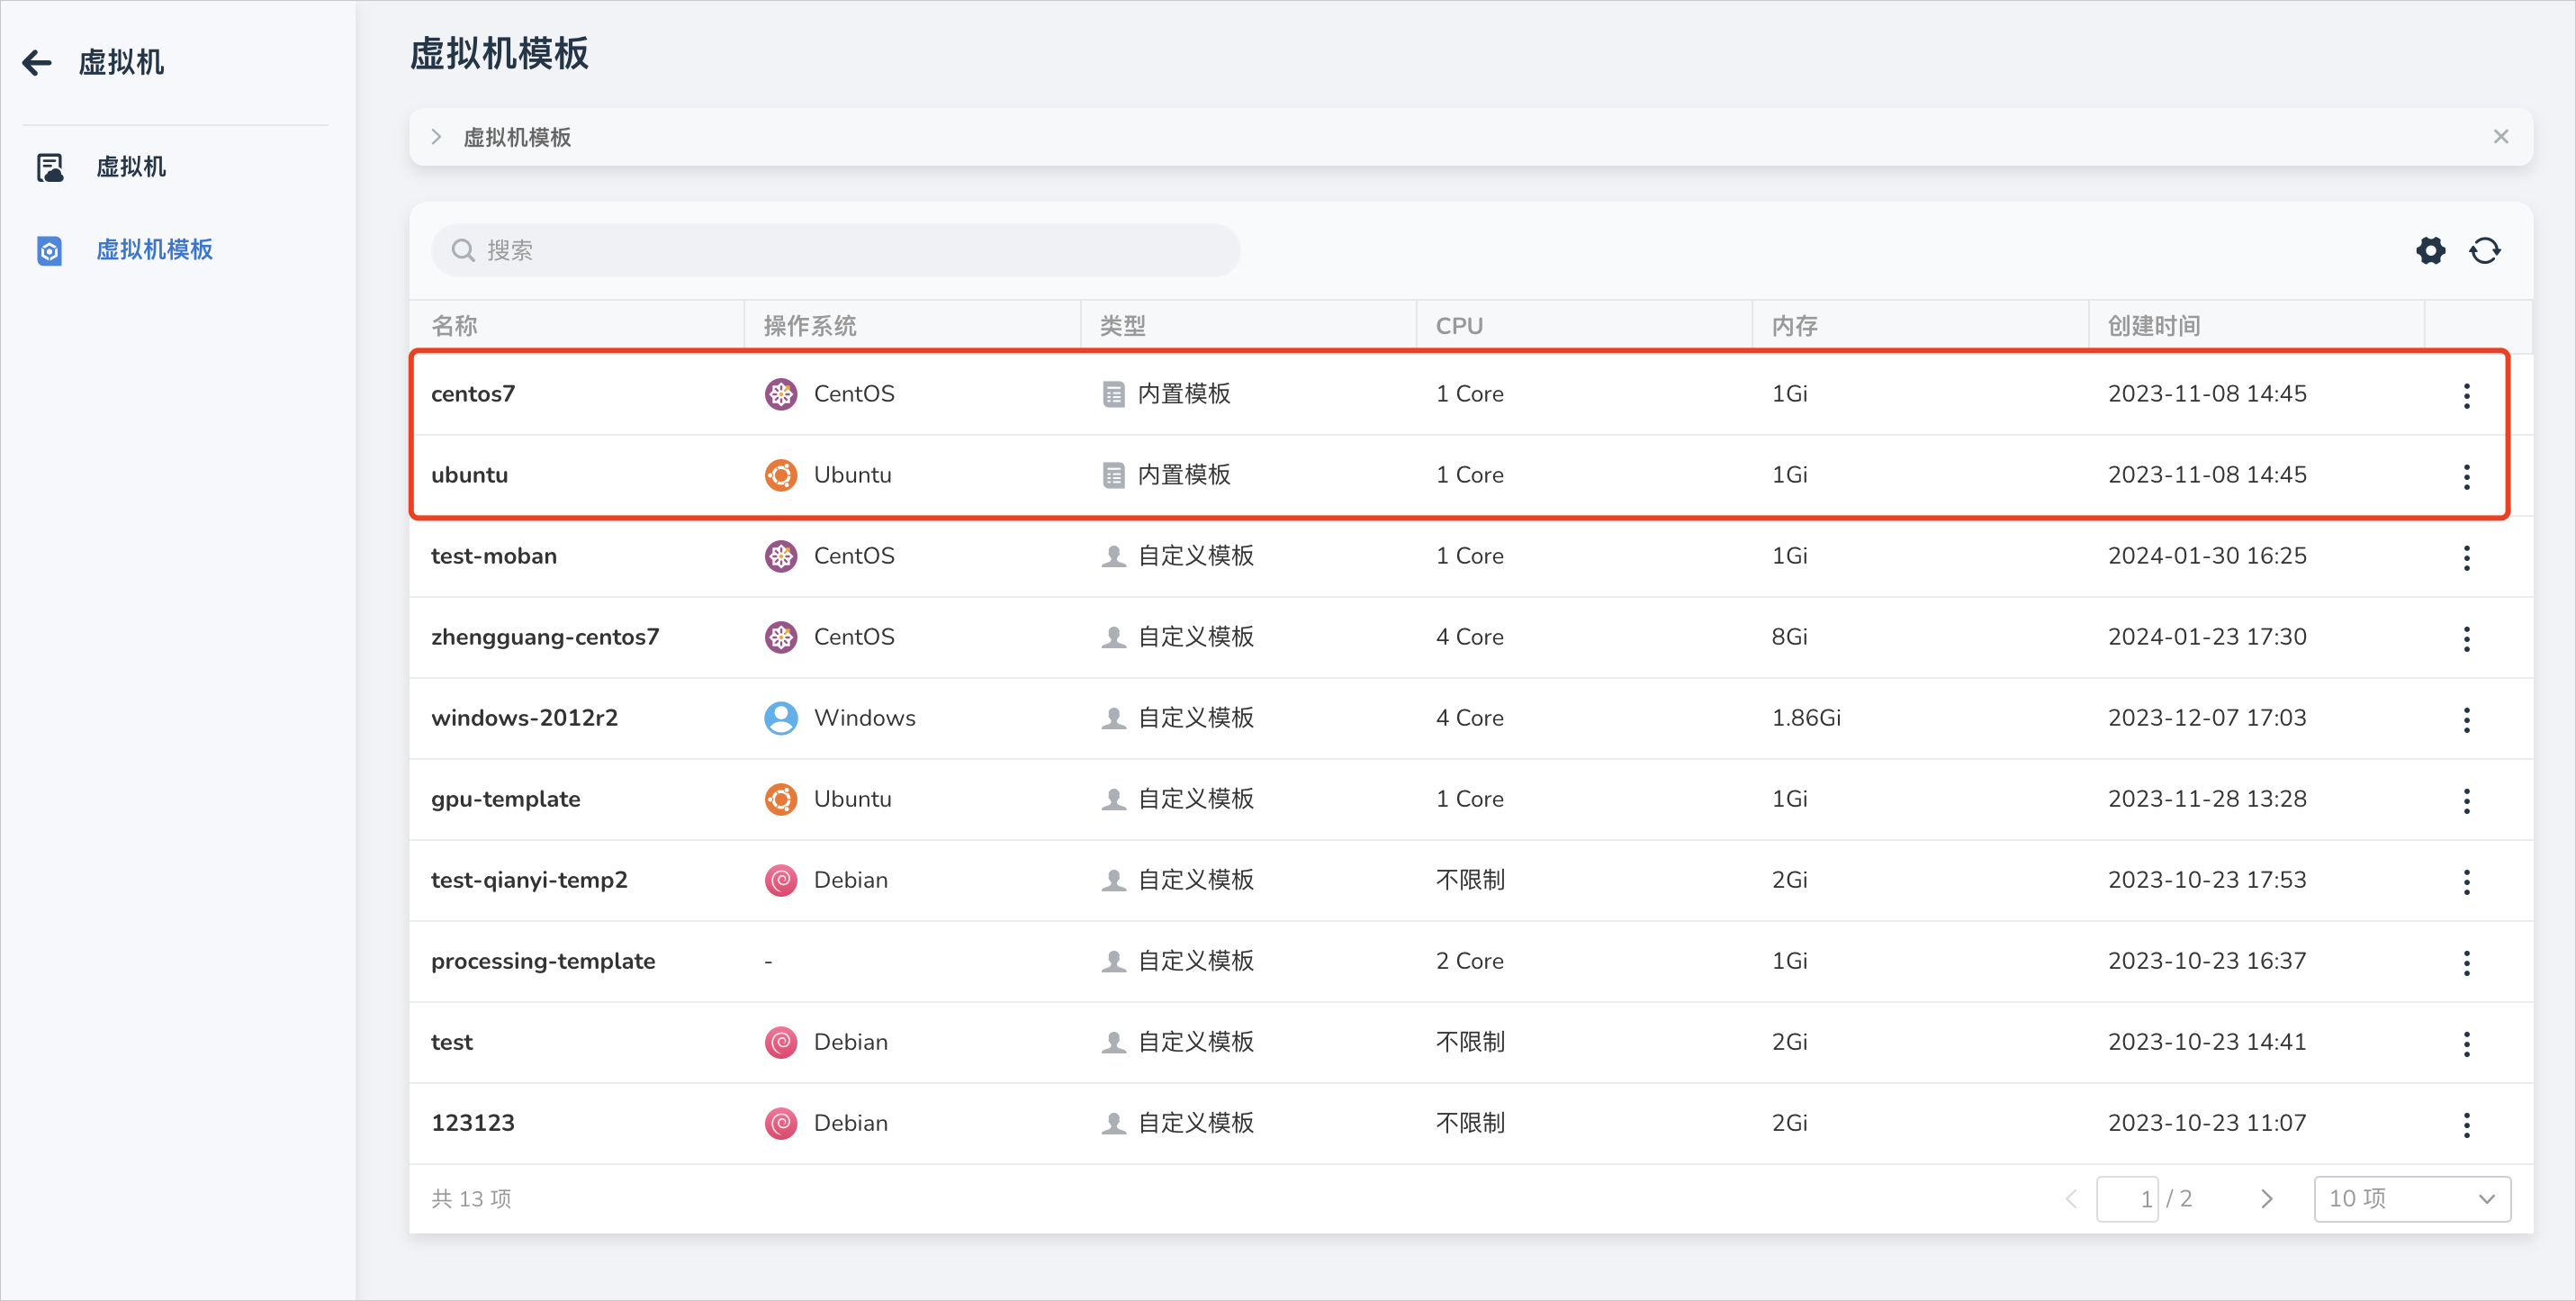 虚拟机
虚拟机
虚拟机模板
虚拟机模板
虚拟机模板
搜索
名称 操作系统 类型 CPU 内存 创建时间
centos7 CentOS 内置模板 1 Core 1Gi 2023-11-08 14:45
ubuntu Ubuntu 内置模板 1 Core 1Gi 2023-11-08 14:45
test-moban CentOS 自定义模板 1 Core 1Gi 2024-01-30 16:25
zhengguang-centos7 CentOS 自定义模板 4 Core 8Gi 2024-01-23 17:30
windows-2012r2 Windows 自定义模板 4 Core 1.86Gi 2023-12-07 17:03
gpu-template Ubuntu 自定义模板 1 Core 1Gi 2023-11-28 13:28
test-qianyi-temp2 Debian 自定义模板 不限制 2Gi 2023-10-23 17:53
processing-template - 自定义模板 2 Core 1Gi 2023-10-23 16:37
test Debian 自定义模板 不限制 2Gi 2023-10-23 14:41
123123 Debian 自定义模板 不限制 2Gi 2023-10-23 11:07
共 13 项 1 / 2 10 项